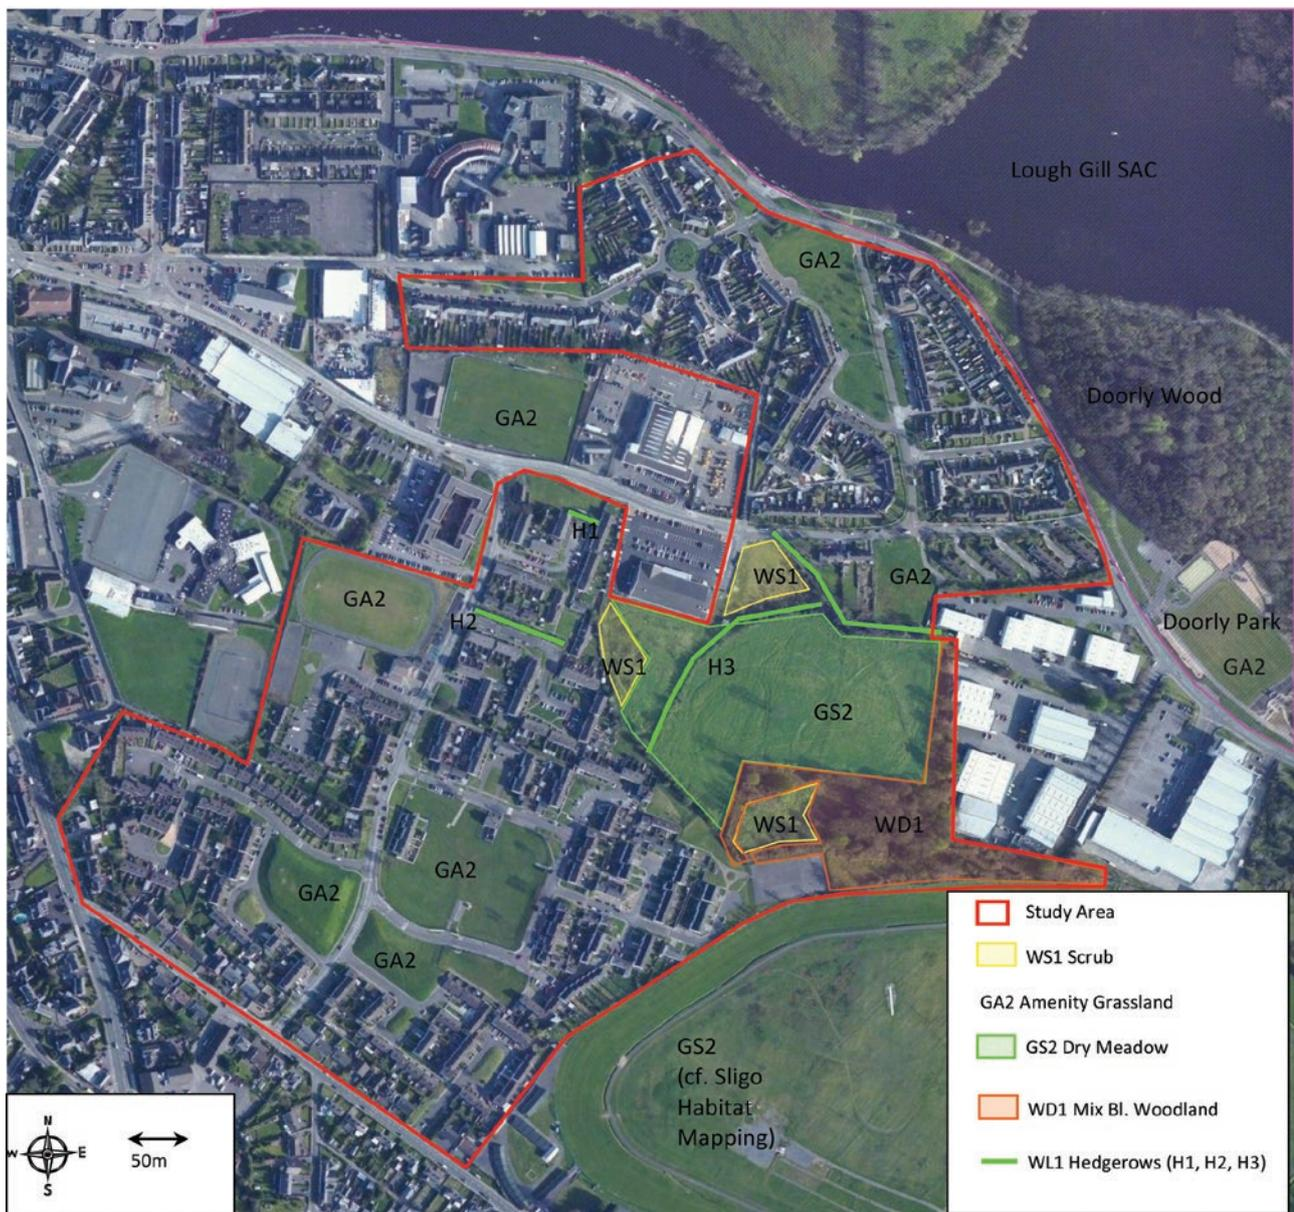 Lough Gill SAC
GA2
Doorly Wood
GA2
H1
WS1
GA2
GA2
H2
Doorly Park
WS1
H3
GA2
GS2
WS1
WD1
GA2
GA2
GA2
GS2
(cf. Sligo
Habitat
Mapping)
Study Area
WS1 Scrub
GA2 Amenity Grassland
GS2 Dry Meadow
WD1 Mix Bl. Woodland
WL1 Hedgerows (H1, H2, H3)
N
W E
S
50m